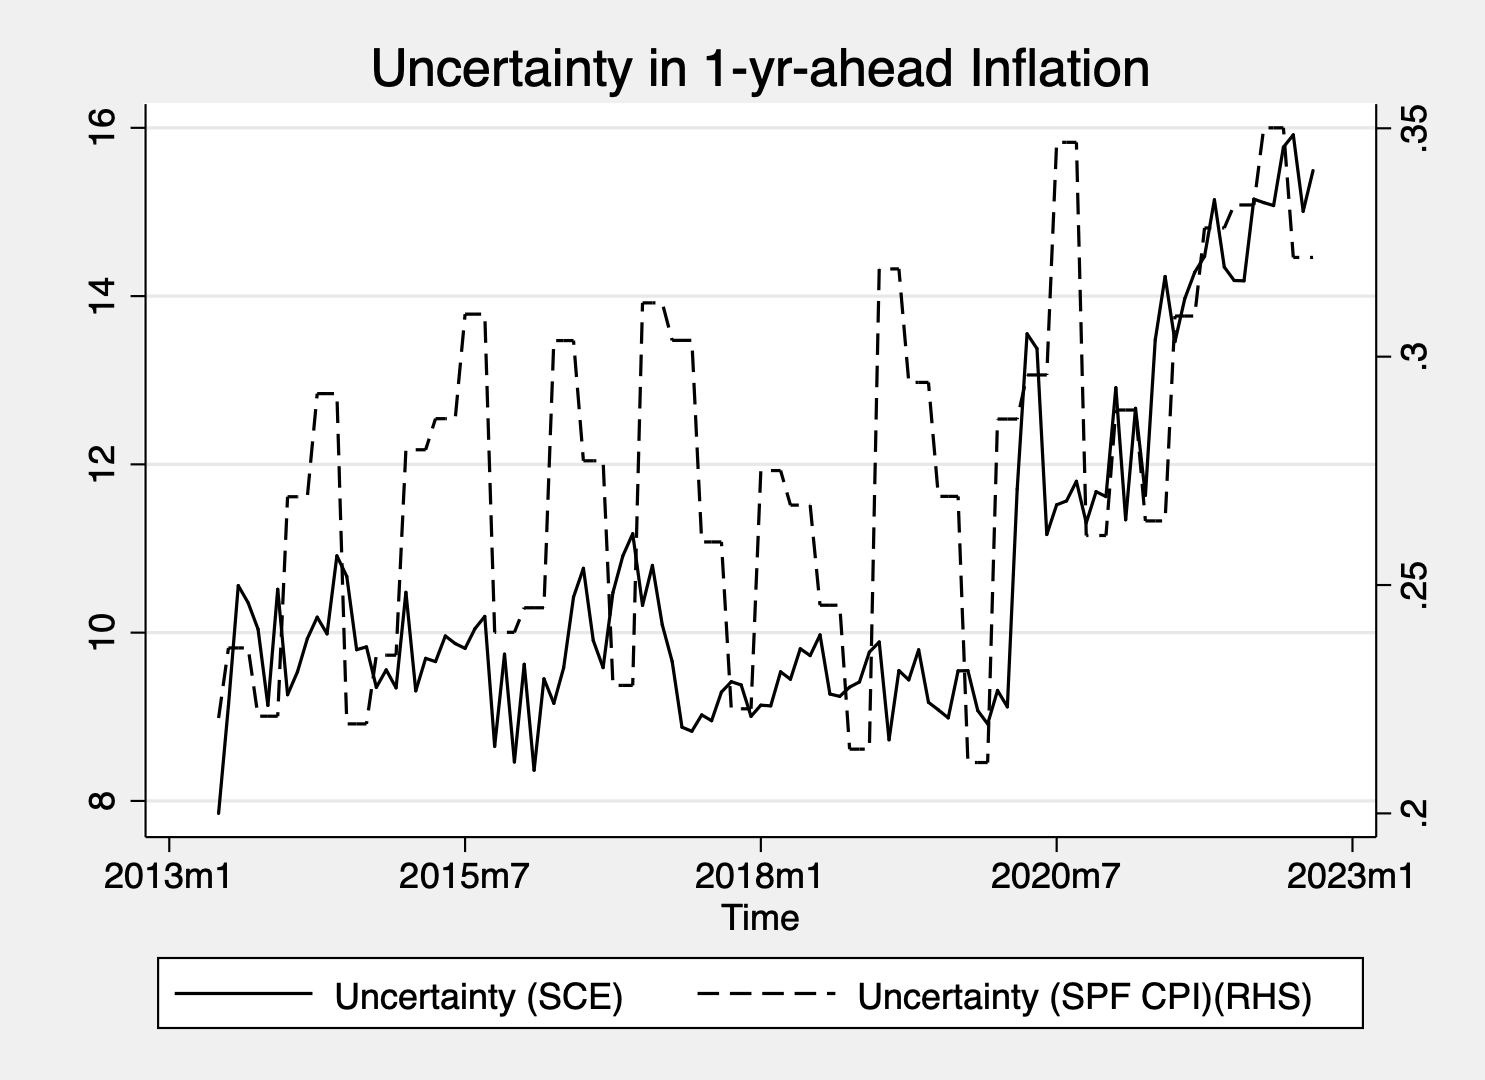 Uncertainty in 1-yr-ahead Inflation
16
14
12
10
8
.35
.3
.25
.2
2013m1 2015m7 2018m1 2020m7 2023m1
Time
Uncertainty (SCE) Uncertainty (SPF CPI)(RHS)